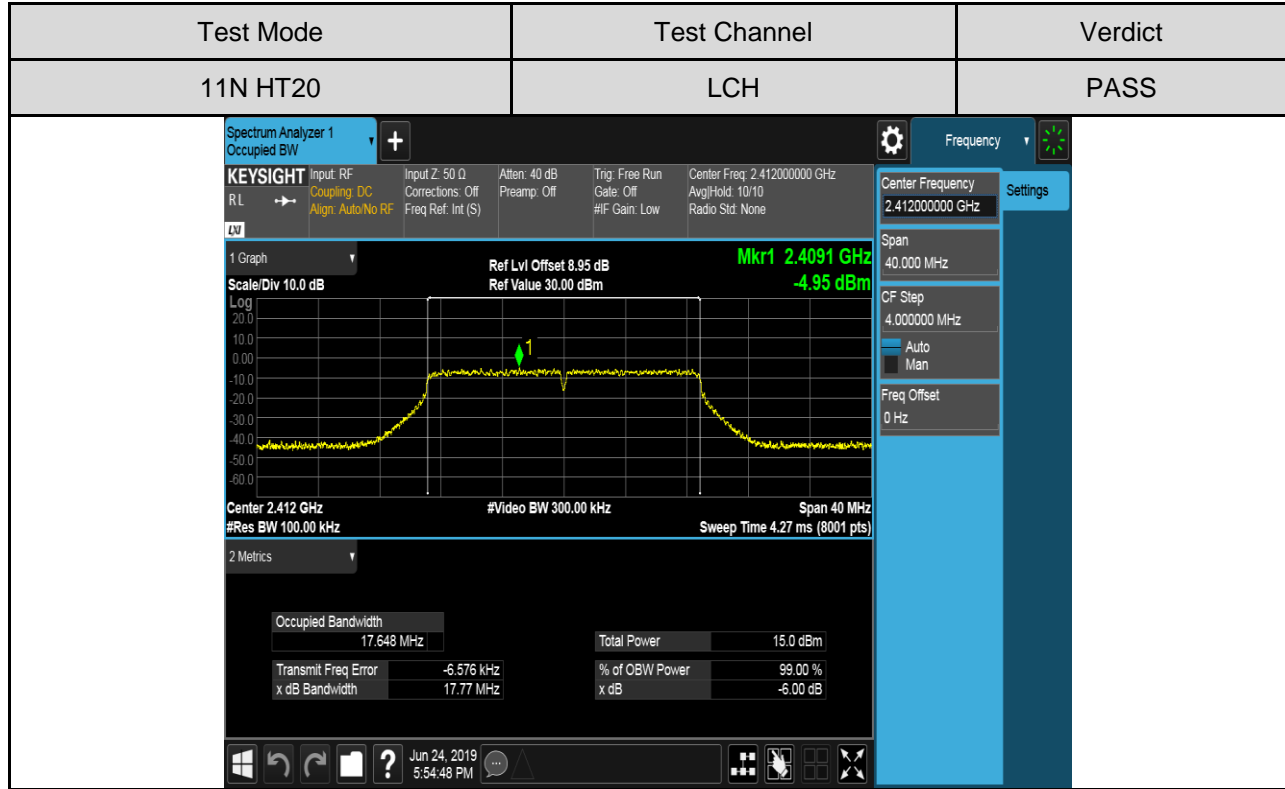 Test Mode Test Channel Verdict
11N HT20 LCH PASS
Spectrum Analyzer 1
Occupied BW
+
Frequency
KEYSIGHT
RL
LXI
Input: RF
Coupling: DC
Align: Auto/No RF
Input Z: 50 Ω
Corrections: Off
Freq Ref: Int (S)
Atten: 40 dB
Preamp: Off
Trig: Free Run
Gate: Off
#IF Gain: Low
Center Freq: 2.412000000 GHz
Avg|Hold: 10/10
Radio Std: None
Center Frequency
2.412000000 GHz
Settings
Span
40.000 MHz
CF Step
4.000000 MHz
Auto
Man
Freq Offset
0 Hz
1 Graph
Scale/Div 10.0 dB
Ref Lvl Offset 8.95 dB
Ref Value 30.00 dBm
Mkr1 2.4091 GHz
-4.95 dBm
Log
20.0
10.0
0.00
-10.0
-20.0
-30.0
-40.0
-50.0
-60.0
1
Center 2.412 GHz #Video BW 300.00 kHz Span 40 MHz
#Res BW 100.00 kHz Sweep Time 4.27 ms (8001 pts)
2 Metrics
Occupied Bandwidth
17.648 MHz
Total Power 15.0 dBm
Transmit Freq Error -6.576 kHz
% of OBW Power 99.00 %
x dB Bandwidth 17.77 MHz
x dB -6.00 dB
?
Jun 24, 2019
5:54:48 PM